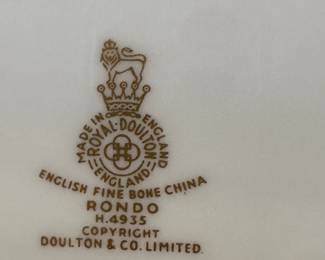 MADE IN ENGLAND
ROYAL·DOULTON
ENGLAND
ENGLISH FINE BONE CHINA
RONDO
H.4935
COPYRIGHT
DOULTON & CO. LIMITED.